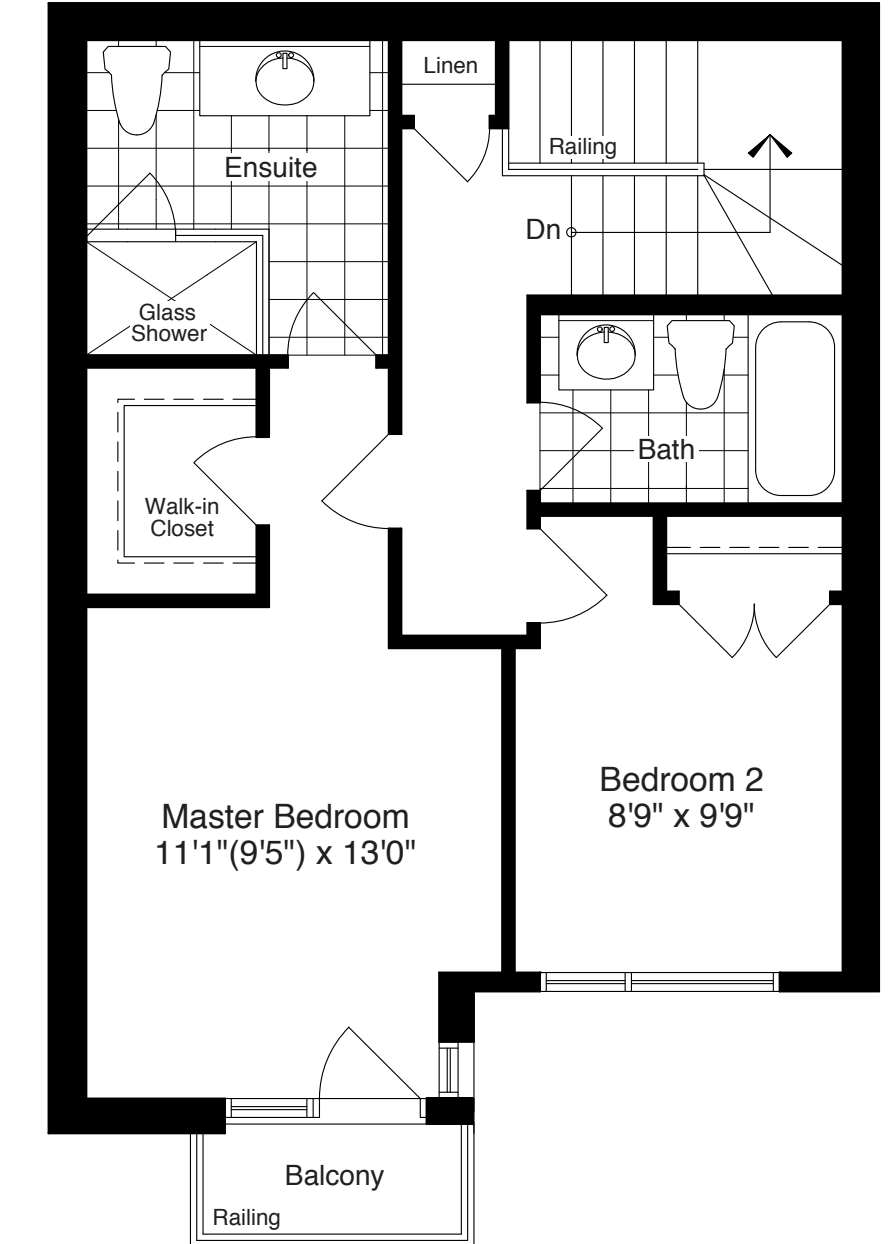 Linen
Railing
Ensuite
Dn
Glass
Shower
Bath
Walk-in
Closet
Bedroom 2
8'9" x 9'9"
Master Bedroom
11'1"(9'5") x 13'0"
Balcony
Railing